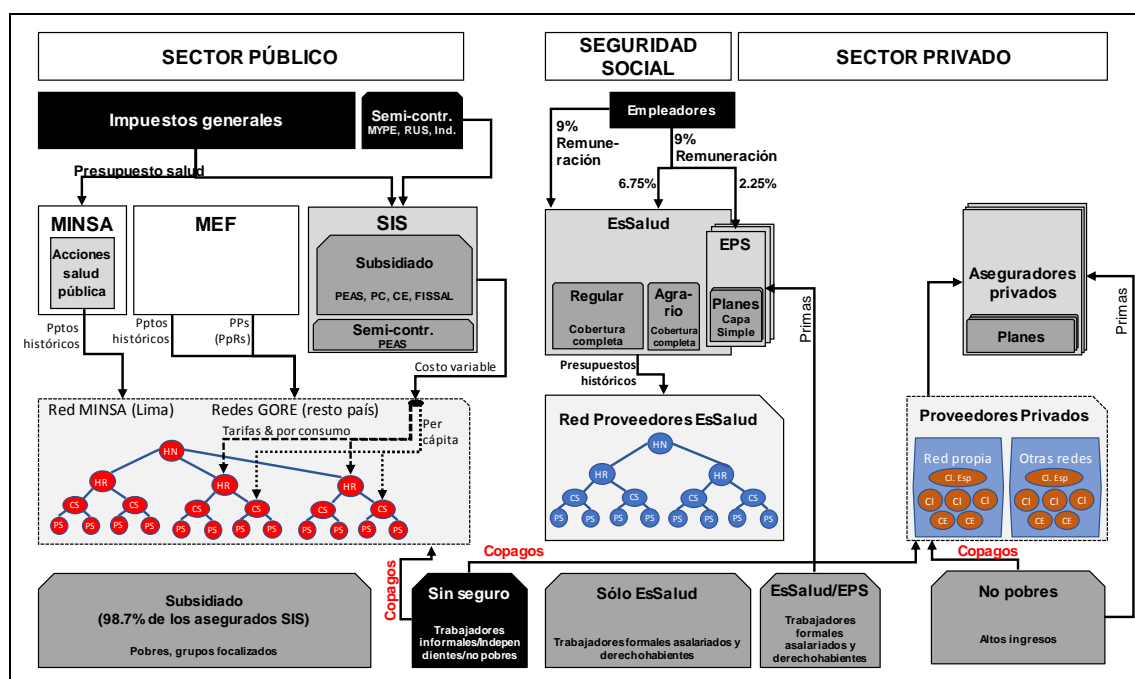 SECTOR PÚBLICO
SEGURIDAD
SOCIAL
SECTOR PRIVADO
Impuestos generales
Semi-contr.
MYPE, RUS, Ind.
Empleadores
9%
Remune-
ración
9%
Remuneración
Presupuesto salud
6.75%
2.25%
MINSA
Acciones
salud
pública
MEF
SIS
Subsidiado
PEAS, PC, CE, FISSAL
Semi-contr.
PEAS
EsSalud
Regular
Cobertura
completa
Agra-
rio
Cobertura
completa
EPS
Planes
Capa
Simple
Primas
Aseguradores
privados
Planes
Primas
Pptos
históricos
Pptos
históricos
PPs
(PpRs)
Costo variable
Presupuestos
históricos
Red MINSA (Lima)
Redes GORE (resto país)
Tarifas & por consumo
Per
cápita
HN
HR
HR
HR
CS
CS
CS
CS
CS
CS
PS
PS
PS
PS
PS
PS
PS
PS
PS
PS
PS
PS
Red Proveedores EsSalud
HN
HR
HR
CS
CS
CS
CS
PS
PS
PS
PS
PS
PS
PS
PS
Proveedores Privados
Red propia
Cl. Esp
CI
CI
CI
CE
CE
Otras redes
Cl. Esp
CI
CI
CI
CE
CE
Copagos
Copagos
Copagos
Subsidiado
(98.7% de los asegurados SIS)
Pobres, grupos focalizados
Sin seguro
Trabajadores
informales/Indepen
dientes/no pobres
Sólo EsSalud
Trabajadores formales asalariados y
derechohabientes
EsSalud/EPS
Trabajadores
formales
asalariados y
derechohabientes
No pobres
Altos ingresos